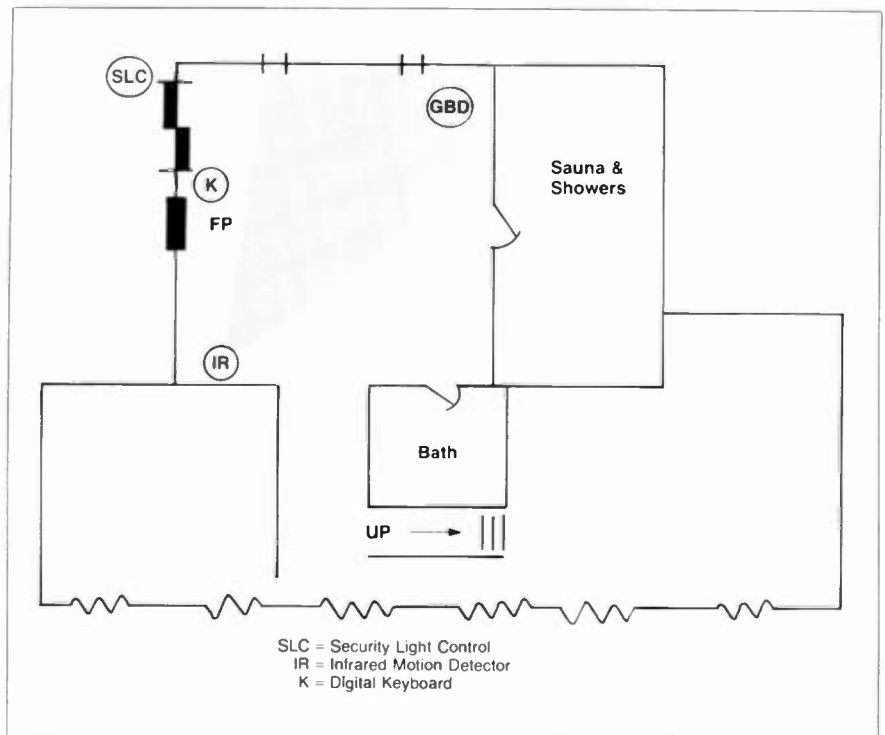 SLC
GBD
Sauna &
Showers
K
FP
IR
Bath
UP
SLC = Security Light Control
IR = Infrared Motion Detector
K = Digital Keyboard